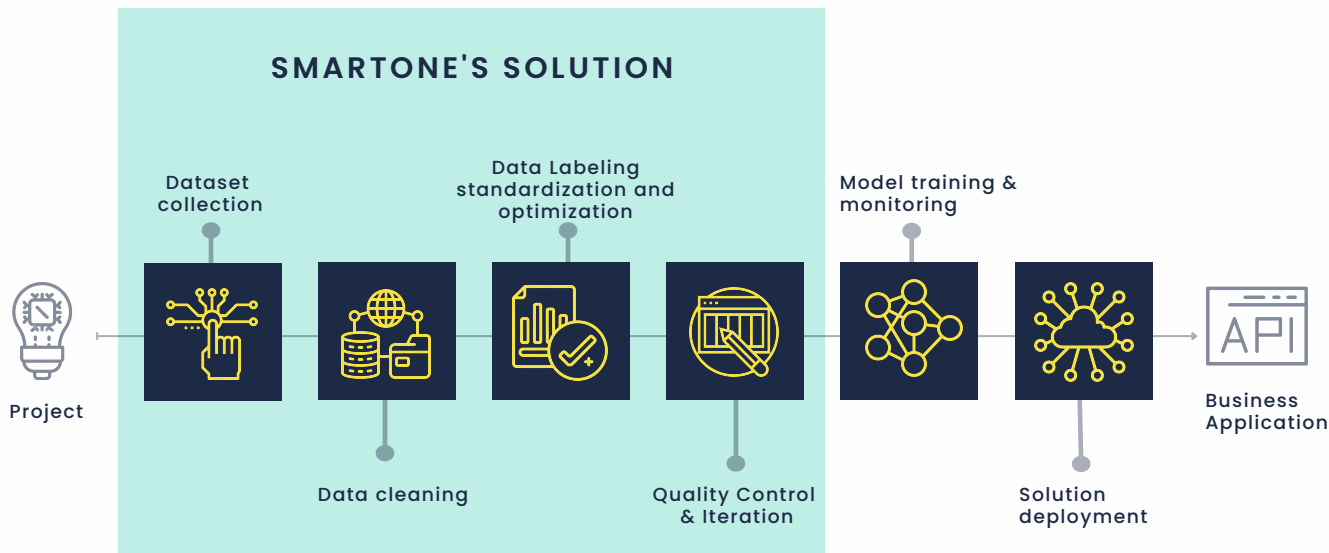 SMARTONE'S SOLUTION
Dataset
collection
Data Labeling
standardization and
optimization
Model training &
monitoring
API
Project
Business
Application
Data cleaning
Quality Control
& Iteration
Solution
deployment